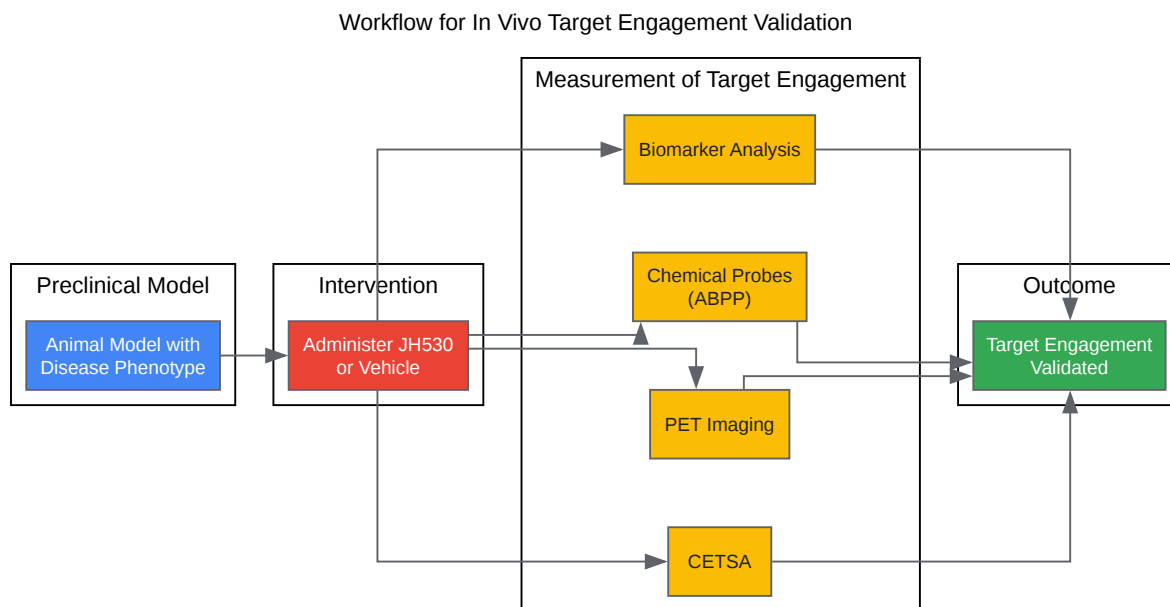 Workflow for In Vivo Target Engagement Validation
Measurement of Target Engagement
Biomarker Analysis
Preclinical Model
Animal Model with
Disease Phenotype
Intervention
Administer JH530
or Vehicle
Chemical Probes
(ABPP)
PET Imaging
CETSA
Outcome
Target Engagement
Validated